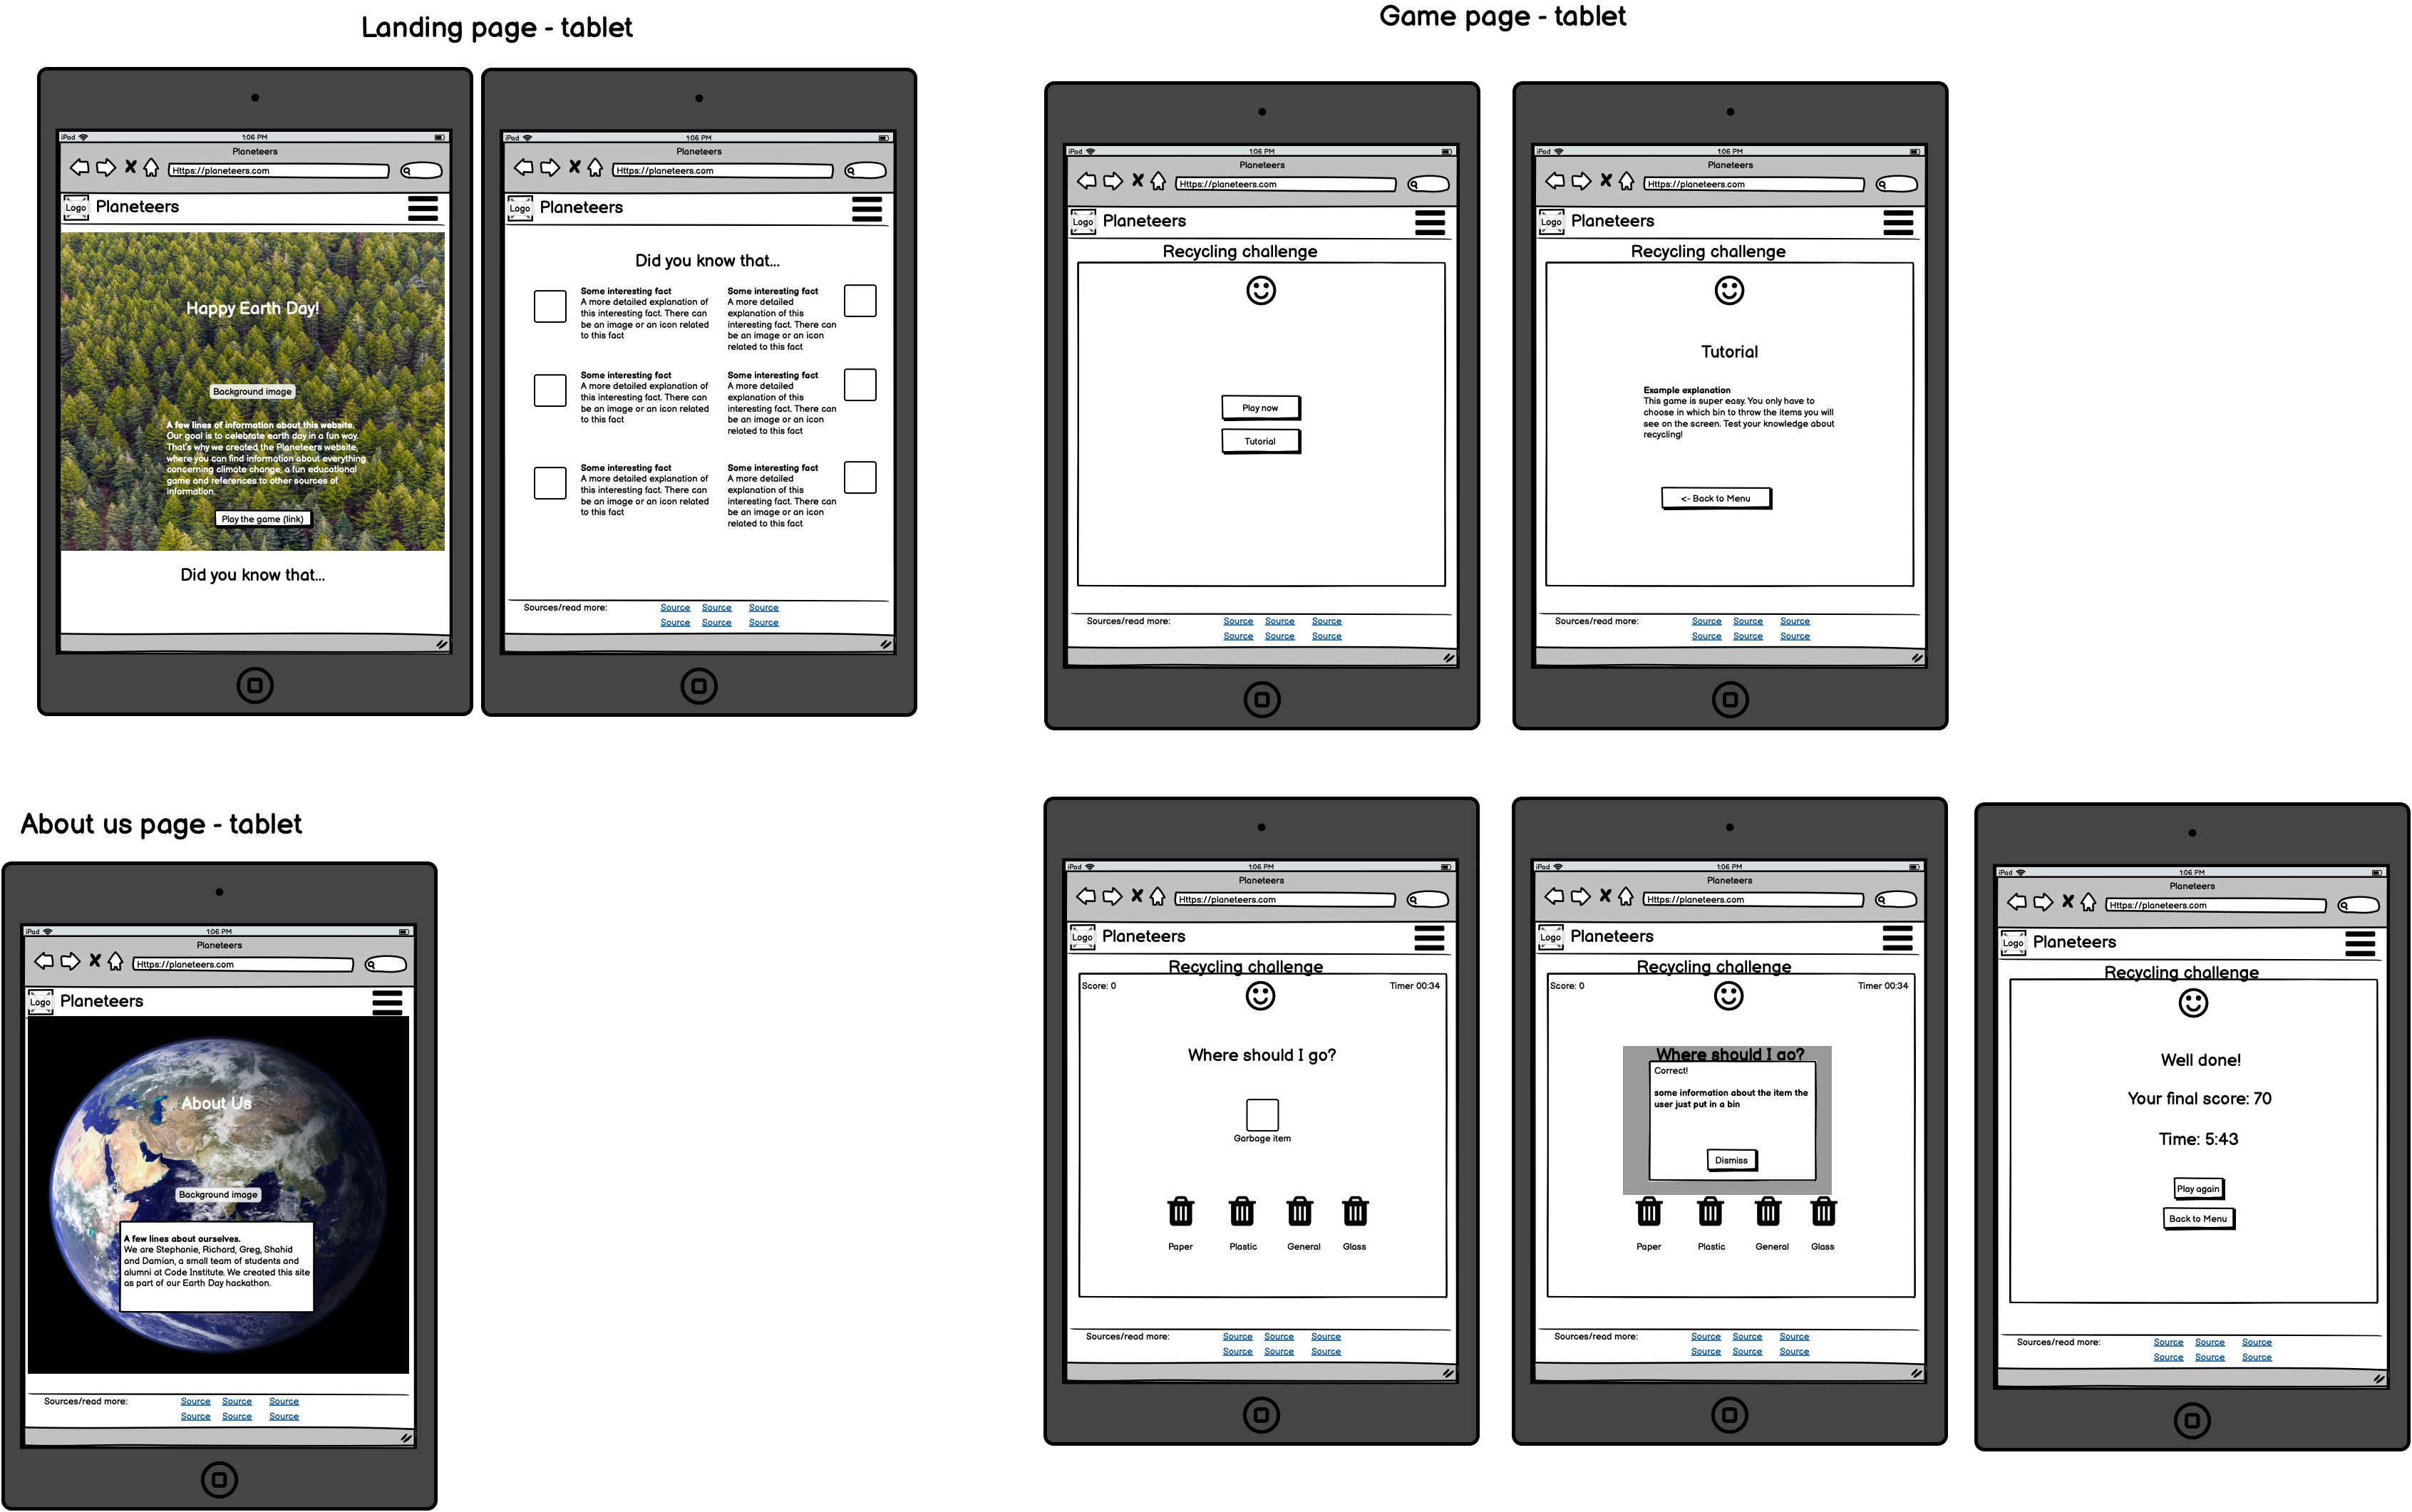 Landing page - tablet
iPad
1:06 PM
Planeteers
Https://planeteers.com
Logo
Planeteers
Happy Earth Day!
Background image
A few lines of information about this website.
Our goal is to celebrate earth day in a fun way.
That's why we created the Planeteers website,
where you can find information about everything
concerning climate change, a fun educational
game and references to other sources of
information.
Play the game (link)
Did you know that...
iPad
1:06 PM
Planeteers
Https://planeteers.com
Logo
Planeteers
Did you know that...
Some interesting fact
A more detailed explanation of
this interesting fact. There can
be an image or an icon related
to this fact
Some interesting fact
A more detailed
explanation of this
interesting fact. There can
be an image or an icon
related to this fact
Some interesting fact
A more detailed explanation of
this interesting fact. There can
be an image or an icon related
to this fact
Some interesting fact
A more detailed
explanation of this
interesting fact. There can
be an image or an icon
related to this fact
Some interesting fact
A more detailed explanation of
this interesting fact. There can
be an image or an icon related
to this fact
Some interesting fact
A more detailed
explanation of this
interesting fact. There can
be an image or an icon
related to this fact
Sources/read more:
Source Source Source
Source Source Source
Game page - tablet
iPad
1:06 PM
Planeteers
Https://planeteers.com
Logo
Planeteers
Recycling challenge
Play now
Tutorial
Sources/read more:
Source Source Source
Source Source Source
iPad
1:06 PM
Planeteers
Https://planeteers.com
Logo
Planeteers
Recycling challenge
Tutorial
Example explanation
This game is super easy. You only have to
choose in which bin to throw the items you will
see on the screen. Test your knowledge about
recycling!
<- Back to Menu
Sources/read more:
Source Source Source
Source Source Source
About us page - tablet
iPad
1:06 PM
Planeteers
Https://planeteers.com
Logo
Planeteers
About Us
Background image
A few lines about ourselves.
We are Stephanie, Richard, Greg, Shahid
and Damian, a small team of students and
alumni at Code Institute. We created this site
as part of our Earth Day hackathon.
Sources/read more:
Source Source Source
Source Source Source
iPad
1:06 PM
Planeteers
Https://planeteers.com
Logo
Planeteers
Recycling challenge
Score: 0
Timer 00:34
Where should I go?
Garbage item
Paper Plastic General Glass
Sources/read more:
Source Source Source
Source Source Source
iPad
1:06 PM
Planeteers
Https://planeteers.com
Logo
Planeteers
Recycling challenge
Score: 0
Timer 00:34
Where should I go?
Correct!
some information about the item the
user just put in a bin
Dismiss
Paper Plastic General Glass
Sources/read more:
Source Source Source
Source Source Source
iPad
1:06 PM
Planeteers
Https://planeteers.com
Logo
Planeteers
Recycling challenge
Well done!
Your final score: 70
Time: 5:43
Play again
Back to Menu
Sources/read more:
Source Source Source
Source Source Source